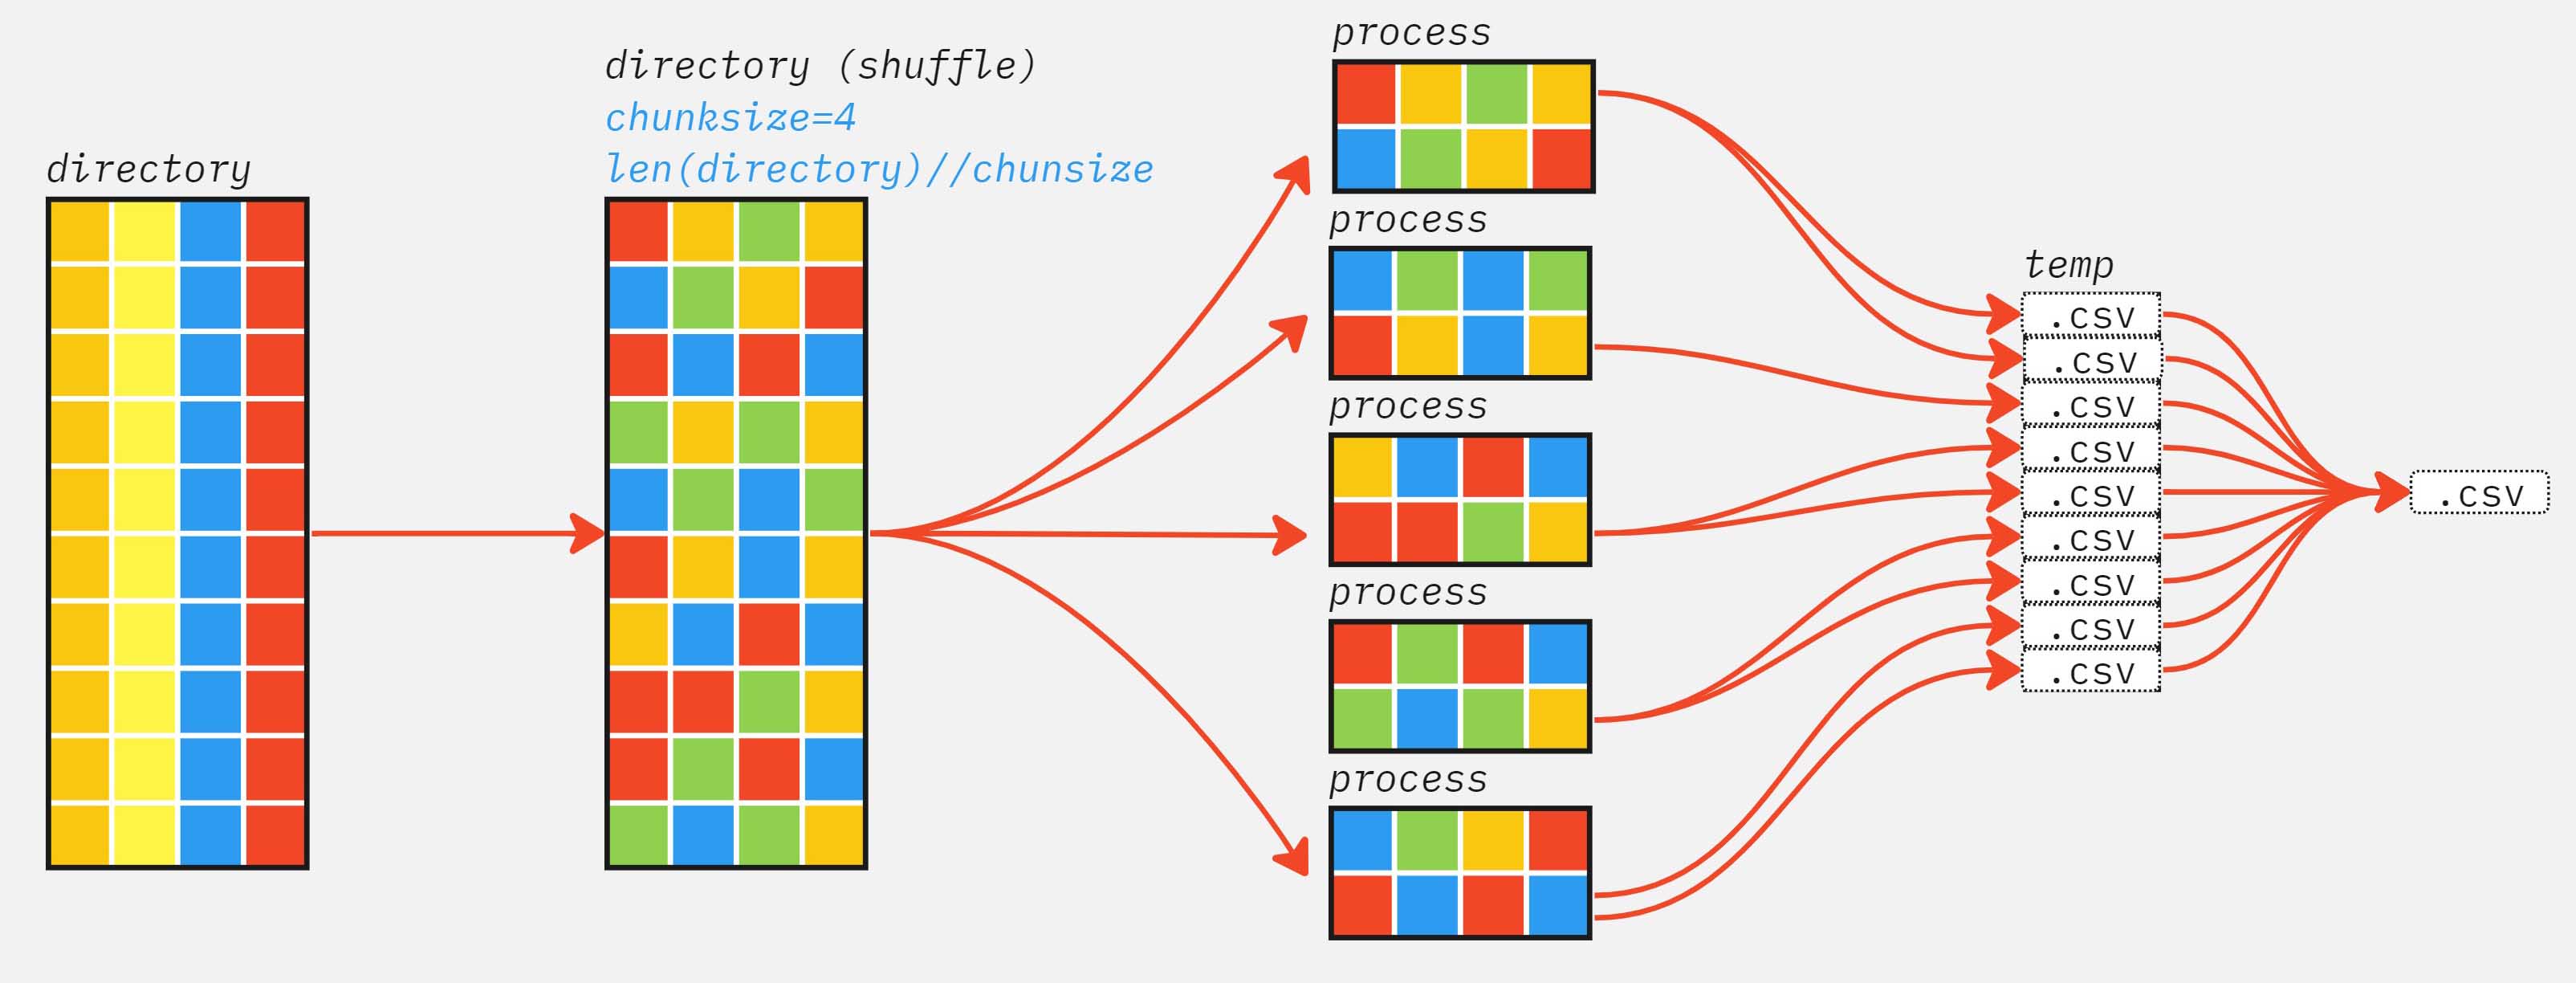 directory
directory (shuffle)
chunksize=4
len(directory)//chunsize
process
process
process
process
process
temp
.CSV
.CSV
.CSV
.CSV
.CSV
.CSV
.CSV
.CSV
.CSV
.CSV